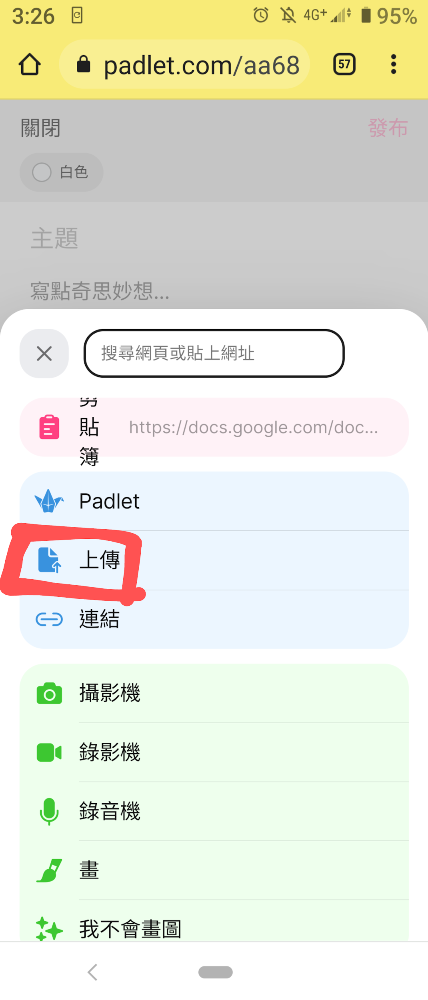 3:26 4G+ 95%
padlet.com/aa68 57
關閉 發布
白色
主題
寫點奇思妙想...
搜尋網頁或貼上網址
剪貼簿 https://docs.google.com/doc...
Padlet
上傳
連結
攝影機
錄影機
錄音機
畫
我不會畫圖